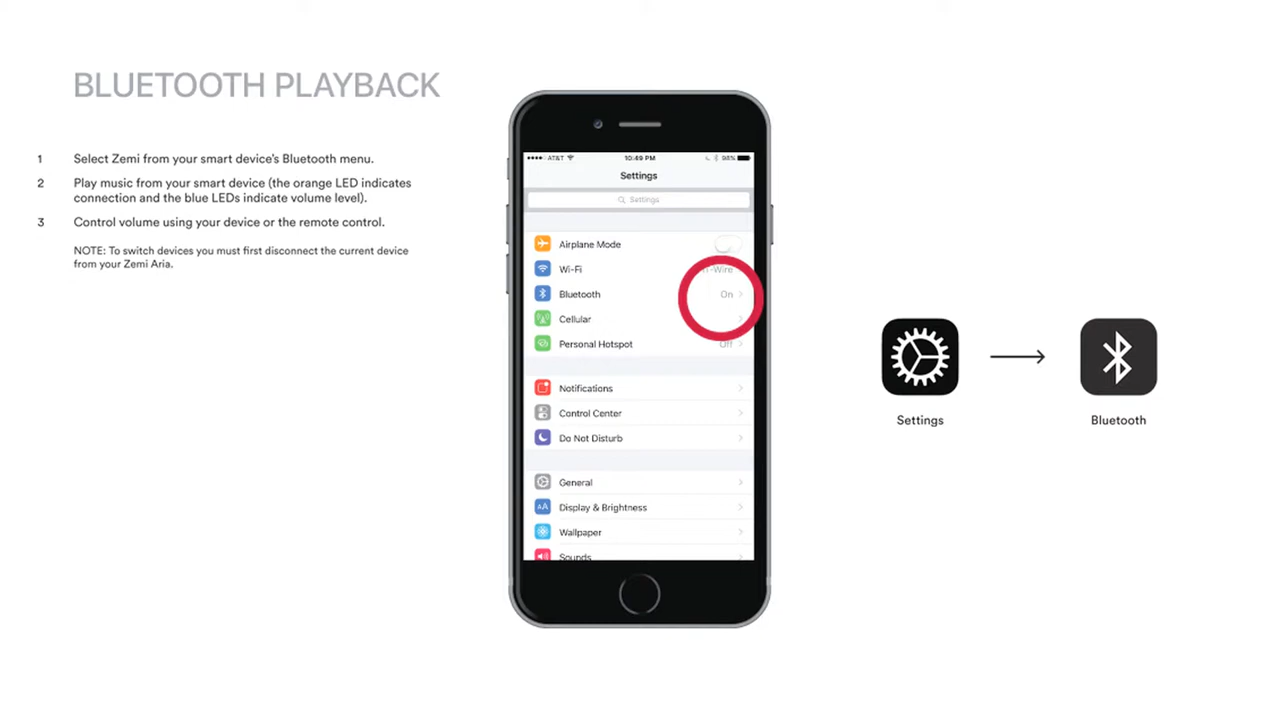 BLUETOOTH PLAYBACK
1 Select Zemi from your smart device's Bluetooth menu.
2 Play music from your smart device (the orange LED indicates
connection and the blue LEDs indicate volume level).
3 Control volume using your device or the remote control.
NOTE: To switch devices you must first disconnect the current device
from your Zemi Aria.
AT&T 10:49 PM 98%
Settings
Settings
Airplane Mode
Wi-Fi
Bluetooth On
Cellular
Personal Hotspot Off
Notifications
Control Center
Do Not Disturb
General
AA Display & Brightness
Wallpaper
Sounds
Settings
Bluetooth